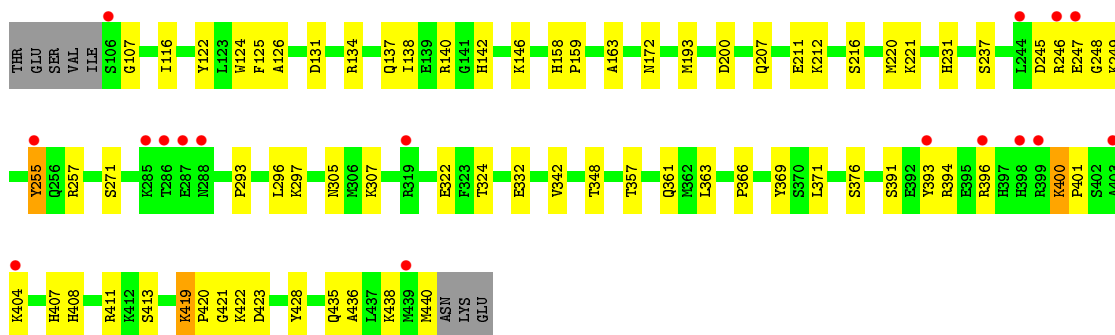 THR GLU SER VAL ILE S106 G107 I116 Y122 L123 W124 F125 A126 D131 R134 Q137 I138 E139 R140 G141 H142 K146 H158 P159 A163 N172 M193 D200 Q207 E211 K212 S216 M220 K221 H231 S237 L244 D245 R246 E247 G248 K249
Y255 Q256 R257 S271 K285 T286 E287 N288 P293 L296 K297 N305 M306 K307 R319 E322 F323 T324 E332 V342 T348 T357 Q361 M362 L363 P366 Y369 S370 L371 S376 S391 E392 Y393 R394 E395 R396 H397 H398 R399 K400 P401 S402 A403
K404 H407 H408 R411 K412 S413 K419 P420 G421 K422 D423 Y428 Q435 A436 L437 K438 M439 M440 ASN LYS GLU